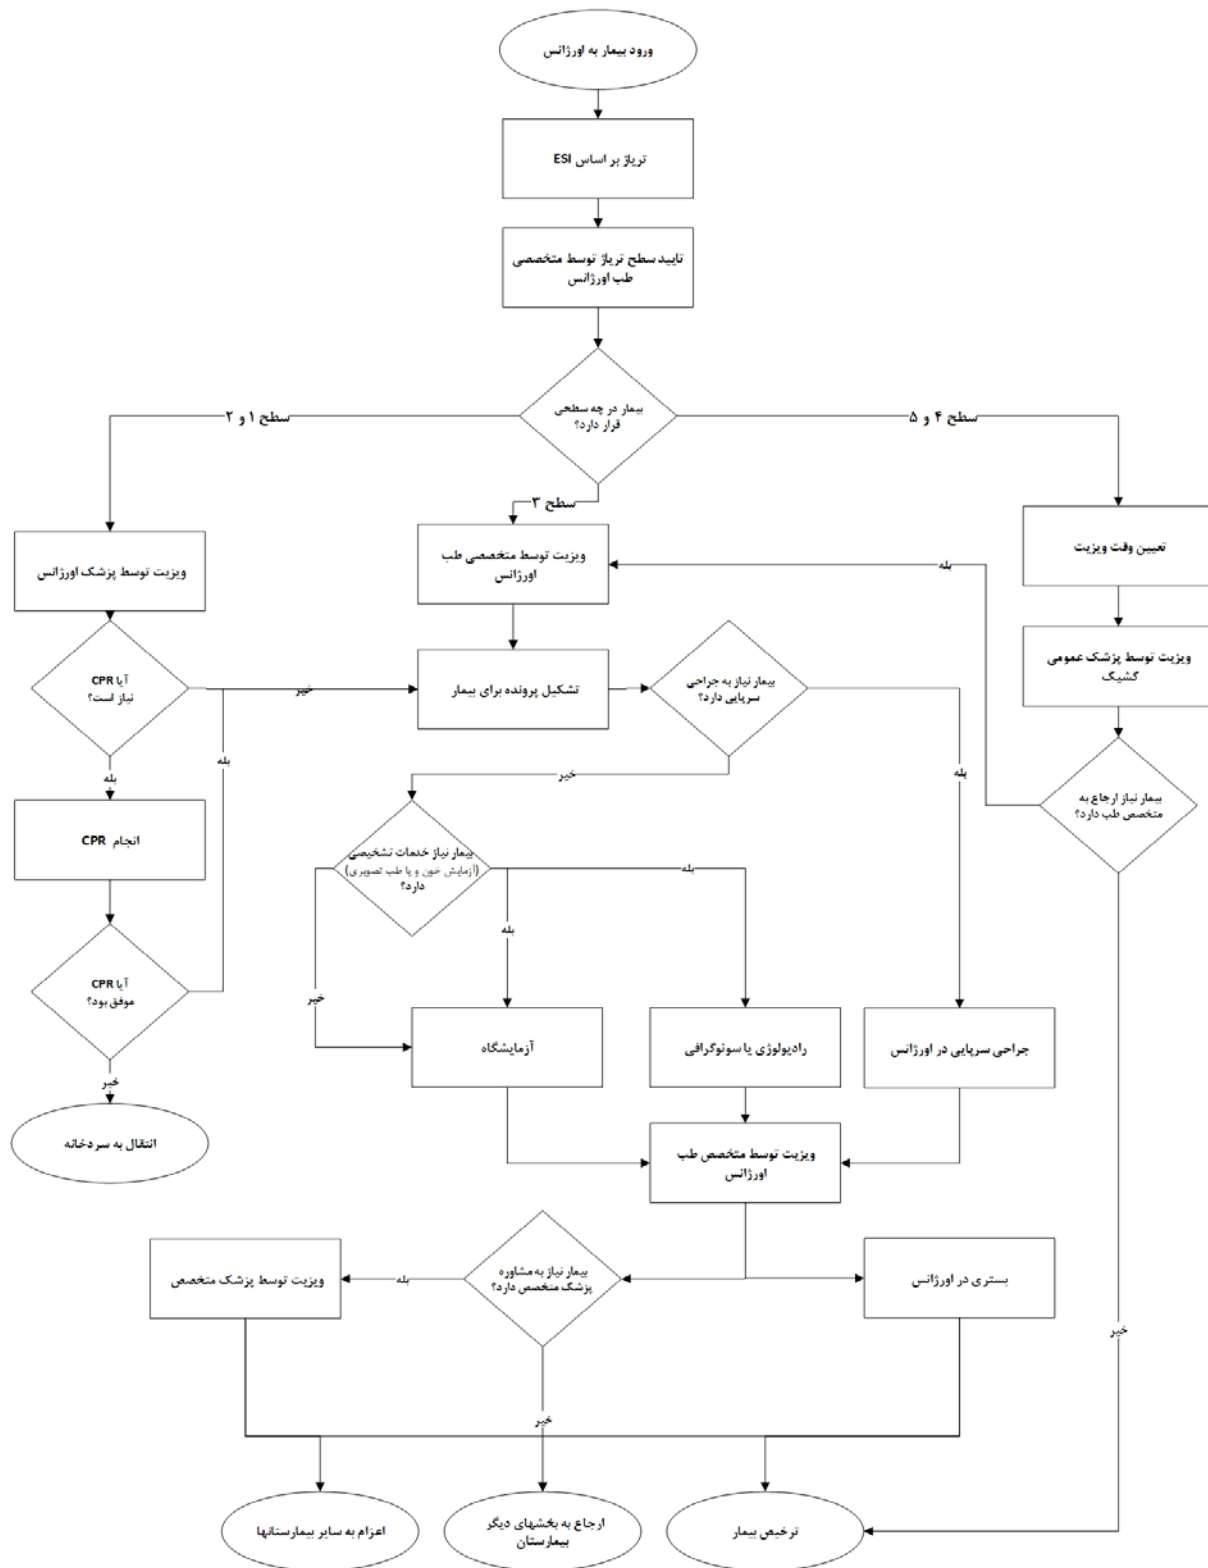 ورود بیمار به اورژانس
تریاژ بر اساس ESI
تایید سطح تریاژ توسط متخصصی
طب اورژانس
بیمار در چه سطحی
قرار دارد؟
سطح ۱ و ۲
سطح ۴ و ۵
سطح ۳
ویزیت توسط پزشک اورژانس
ویزیت توسط متخصصی طب
اورژانس
تعیین وقت ویزیت
بله
ویزیت توسط پزشک عمومی
کشیک
آیا CPR
نیاز است؟
خیر
تشکیل پرونده برای بیمار
بیمار نیاز به جراحی
سرپایی دارد؟
بله
بله
بله
خیر
بیمار نیاز ارجاع به
متخصص طب دارد؟
انجام CPR
بیمار نیاز خدمات تشخیصی
(آزمایش خون و یا طب تصویری)
دارد؟
بله
بله
خیر
آیا CPR
موفق بود؟
خیر
آزمایشگاه
رادیولوژی یا سونوگرافی
جراحی سرپایی در اورژانس
انتقال به سردخانه
ویزیت توسط متخصص طب
اورژانس
ویزیت توسط پزشک متخصص
بله
بیمار نیاز به مشاوره
پزشک متخصص دارد؟
بستری در اورژانس
خیر
خیر
اعزام به سایر بیمارستانها
ارجاع به بخشهای دیگر
بیمارستان
ترخیص بیمار